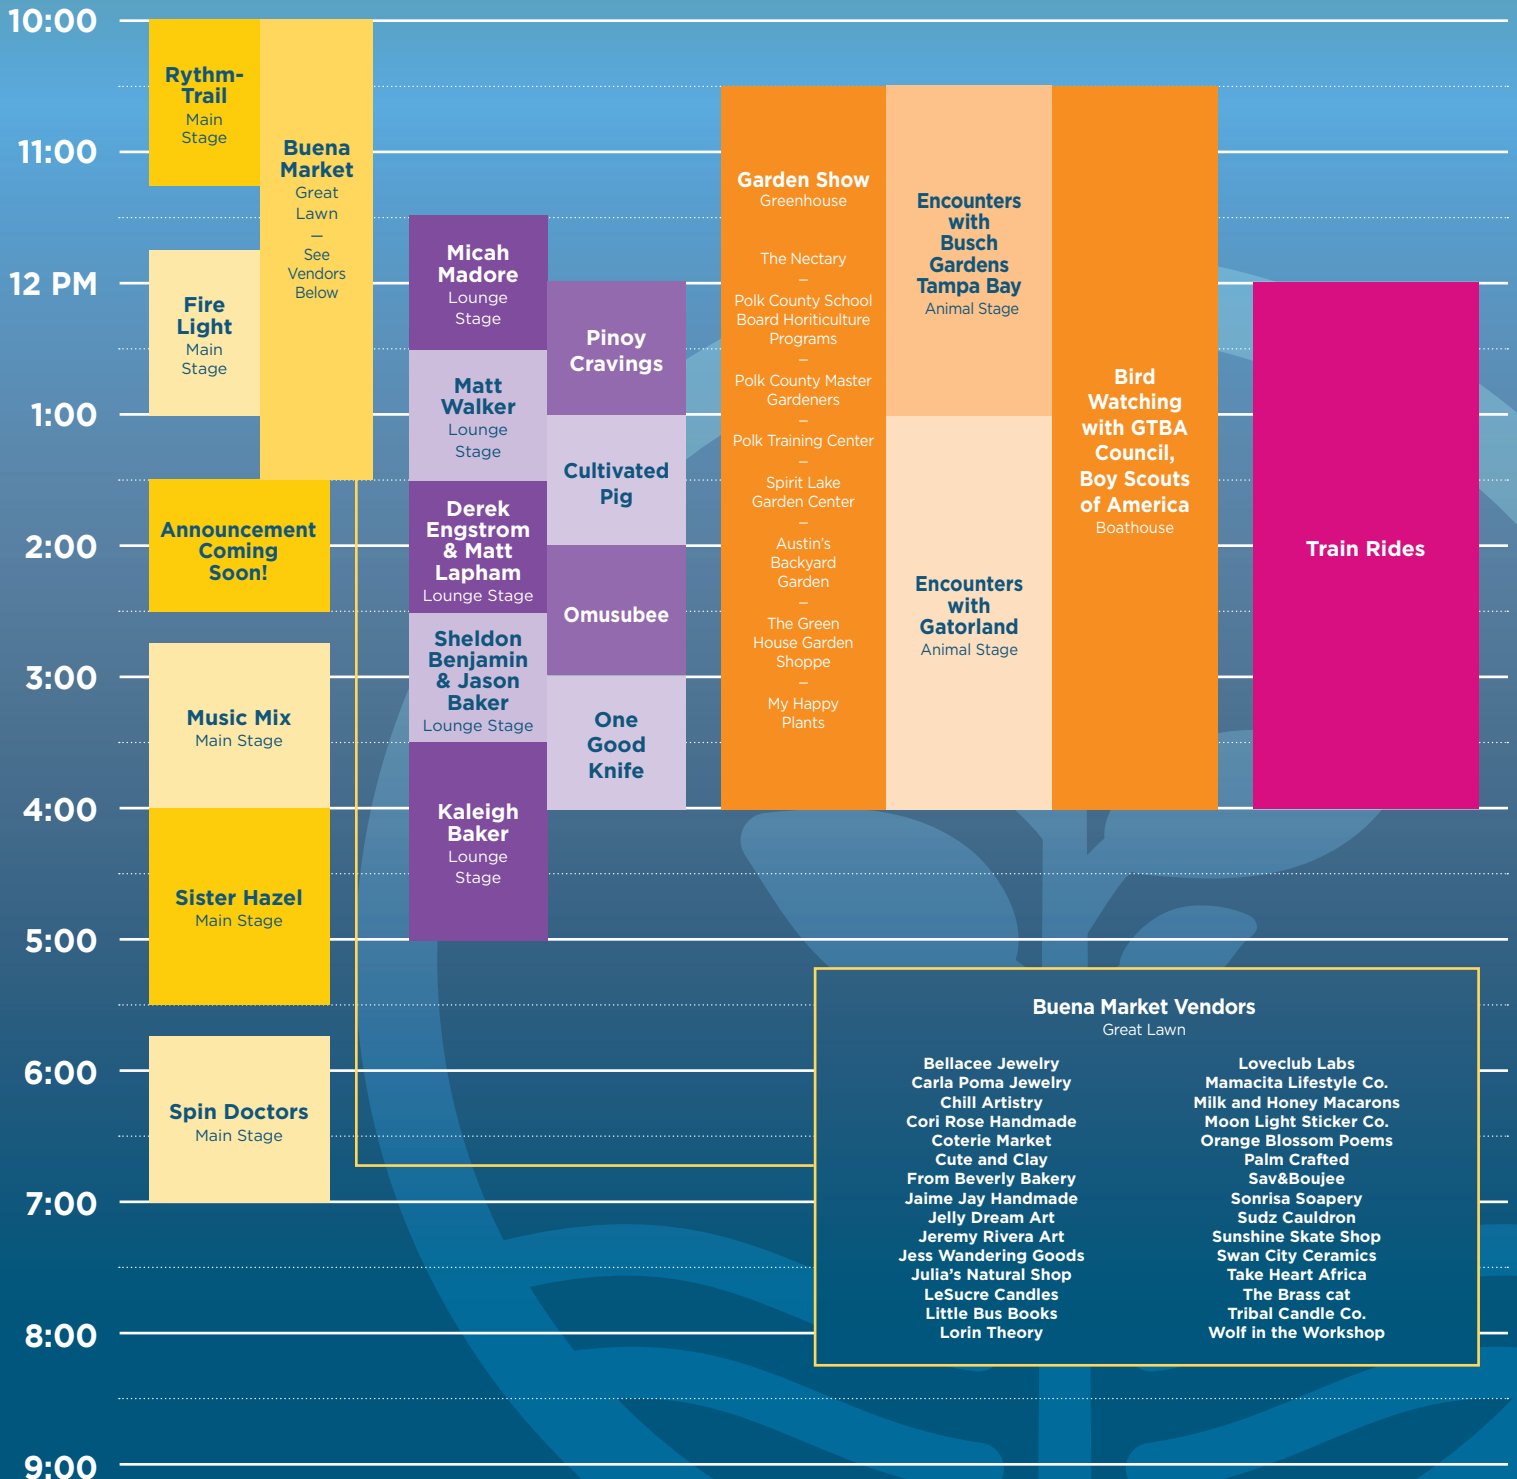 10:00
11:00
12 PM
1:00
2:00
3:00
4:00
5:00
6:00
7:00
8:00
9:00
Rythm-
Trail
Main
Stage
Fire
Light
Main
Stage
Announcement
Coming
Soon!
Music Mix
Main Stage
Sister Hazel
Main Stage
Spin Doctors
Main Stage
Buena
Market
Great
Lawn
—
See
Vendors
Below
Micah
Madore
Lounge
Stage
Matt
Walker
Lounge
Stage
Derek
Engstrom
& Matt
Lapham
Lounge Stage
Sheldon
Benjamin
& Jason
Baker
Lounge Stage
Kaleigh
Baker
Lounge
Stage
Pinoy
Cravings
Cultivated
Pig
Omusubee
One
Good
Knife
Garden Show
Greenhouse
The Nectary
—
Polk County School
Board Horiticulture
Programs
—
Polk County Master
Gardeners
—
Polk Training Center
—
Spirit Lake
Garden Center
—
Austin's
Backyard
Garden
—
The Green
House Garden
Shoppe
—
My Happy
Plants
Encounters
with
Busch
Gardens
Tampa Bay
Animal Stage
Encounters
with
Gatorland
Animal Stage
Bird
Watching
with GTBA
Council,
Boy Scouts
of America
Boathouse
Train Rides
Buena Market Vendors
Great Lawn
Bellacee Jewelry
Carla Poma Jewelry
Chill Artistry
Cori Rose Handmade
Coterie Market
Cute and Clay
From Beverly Bakery
Jaime Jay Handmade
Jelly Dream Art
Jeremy Rivera Art
Jess Wandering Goods
Julia's Natural Shop
LeSucre Candles
Little Bus Books
Lorin Theory
Loveclub Labs
Mamacita Lifestyle Co.
Milk and Honey Macarons
Moon Light Sticker Co.
Orange Blossom Poems
Palm Crafted
Sav&Boujee
Sonrisa Soapery
Sudz Cauldron
Sunshine Skate Shop
Swan City Ceramics
Take Heart Africa
The Brass cat
Tribal Candle Co.
Wolf in the Workshop